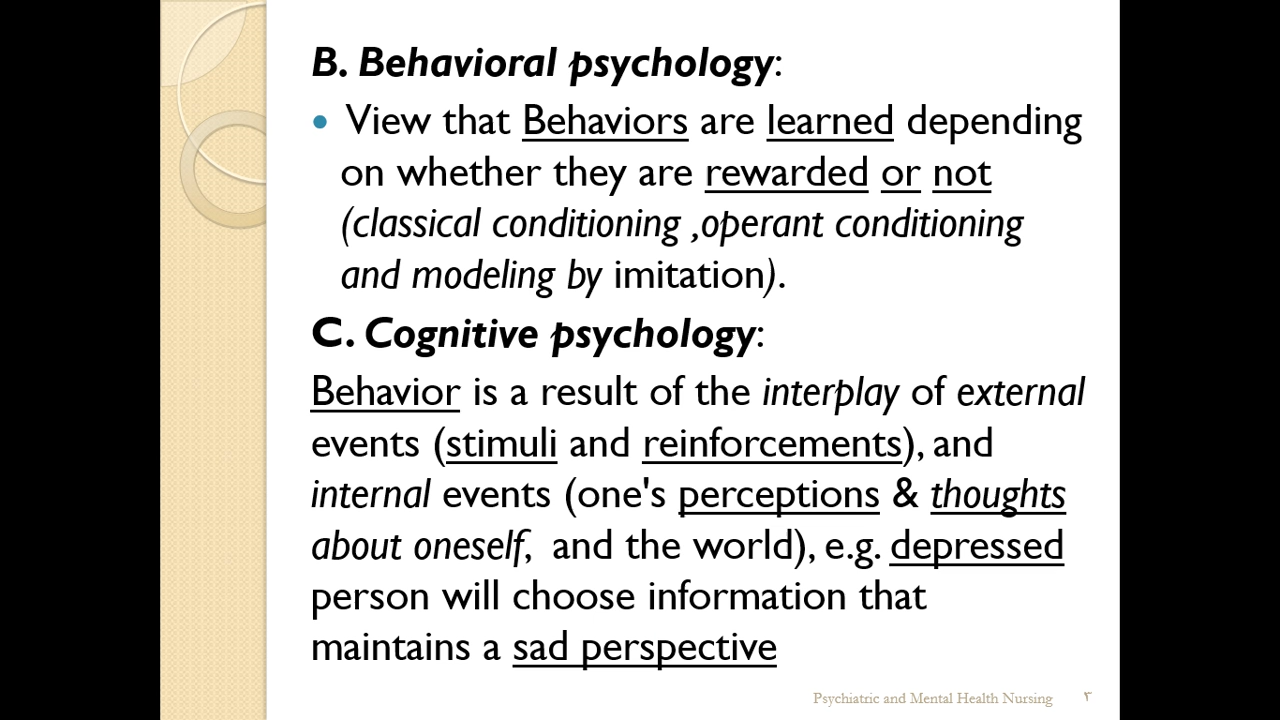 B. Behavioral psychology:
• View that Behaviors are learned depending
on whether they are rewarded or not
(classical conditioning ,operant conditioning
and modeling by imitation).
C. Cognitive psychology:
Behavior is a result of the interplay of external
events (stimuli and reinforcements), and
internal events (one's perceptions & thoughts
about oneself, and the world), e.g. depressed
person will choose information that
maintains a sad perspective
Psychiatric and Mental Health Nursing ٣